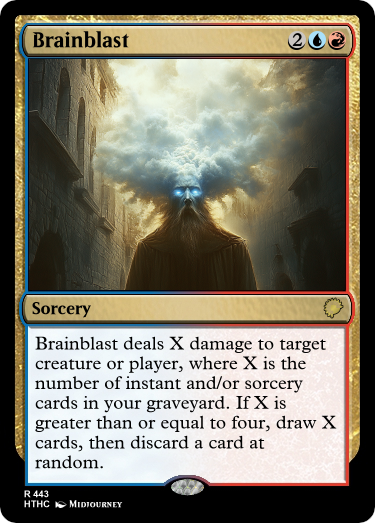 Brainblast 2
Sorcery
Brainblast deals X damage to target
creature or player, where X is the
number of instant and/or sorcery
cards in your graveyard. If X is
greater than or equal to four, draw X
cards, then discard a card at
random.
R 443
HTHC Midjourney